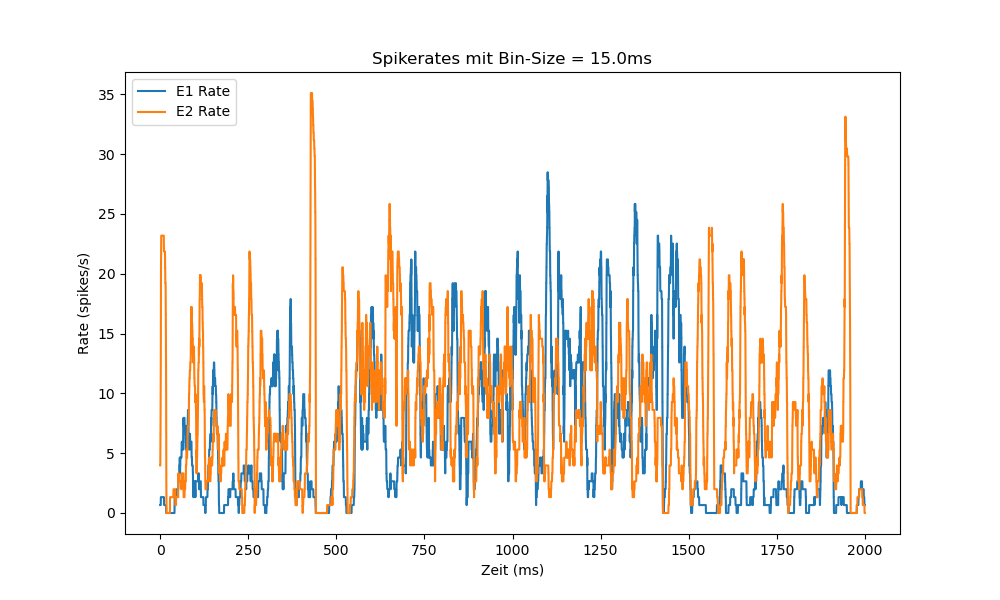 Spikerates mit Bin-Size = 15.0ms
E1 Rate
E2 Rate
Rate (spikes/s)
35
30
25
20
15
10
5
0
0 250 500 750 1000 1250 1500 1750 2000
Zeit (ms)